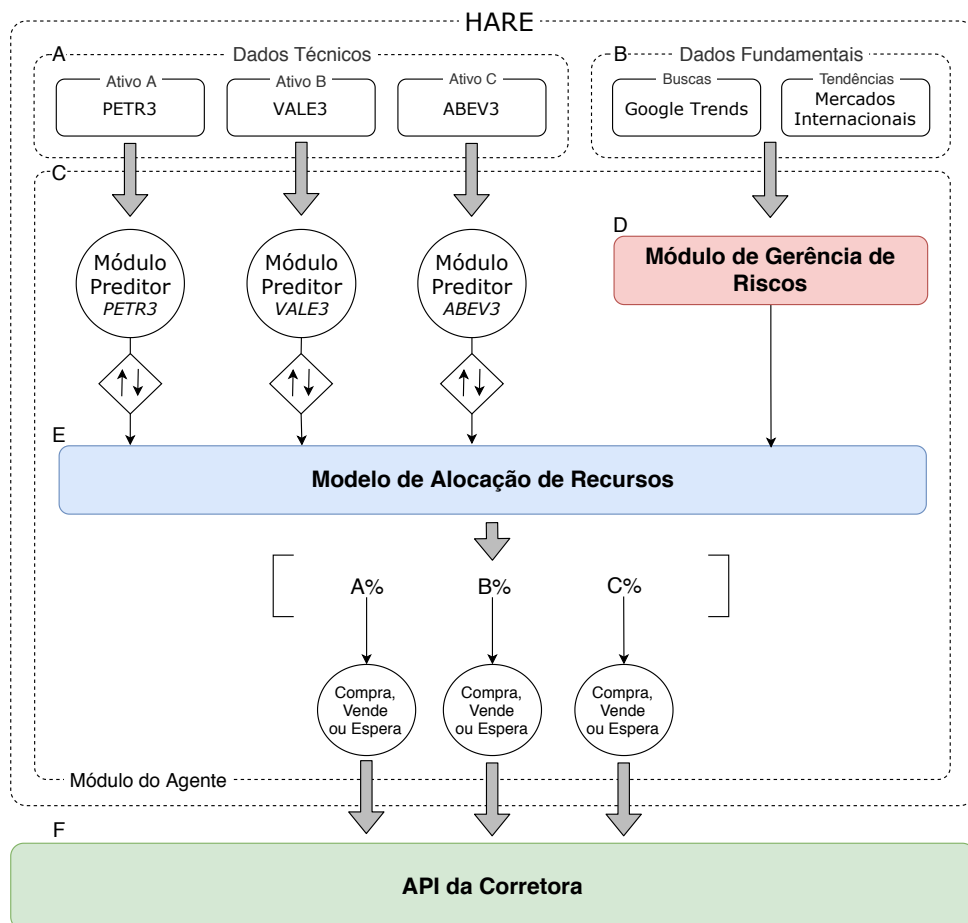 HARE
A
Dados Técnicos
B
Dados Fundamentais
Ativo A
PETR3
Ativo B
VALE3
Ativo C
ABEV3
Buscas
Google Trends
Tendências
Mercados
Internacionais
C
Módulo
Preditor
PETR3
Módulo
Preditor
VALE3
Módulo
Preditor
ABEV3
D
Módulo de Gerência de
Riscos
E
Modelo de Alocação de Recursos
A%
B%
C%
Compra,
Vende
ou Espera
Compra,
Vende
ou Espera
Compra,
Vende
ou Espera
Módulo do Agente
F
API da Corretora